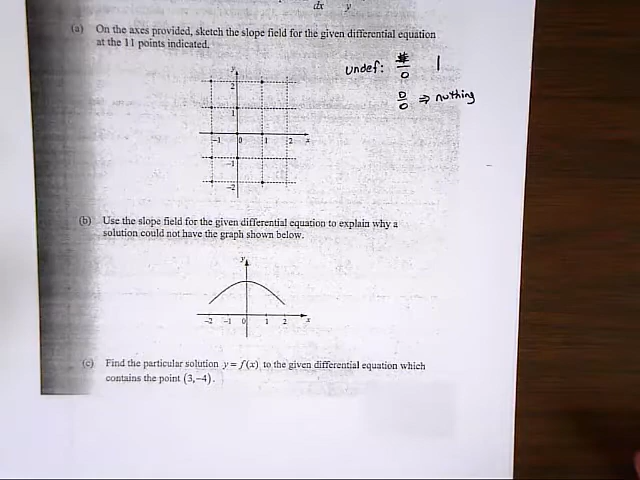 dx y
(a) On the axes provided, sketch the slope field for the given differential equation
at the 11 points indicated.
undef: #/0 |
0/0 ⇒ nothing
y
2
1
-1 0 1 2 x
-1
-2
(b) Use the slope field for the given differential equation to explain why a
solution could not have the graph shown below.
y
-2 -1 0 1 2 x
(c) Find the particular solution y = f(x) to the given differential equation which
contains the point (3,-4).